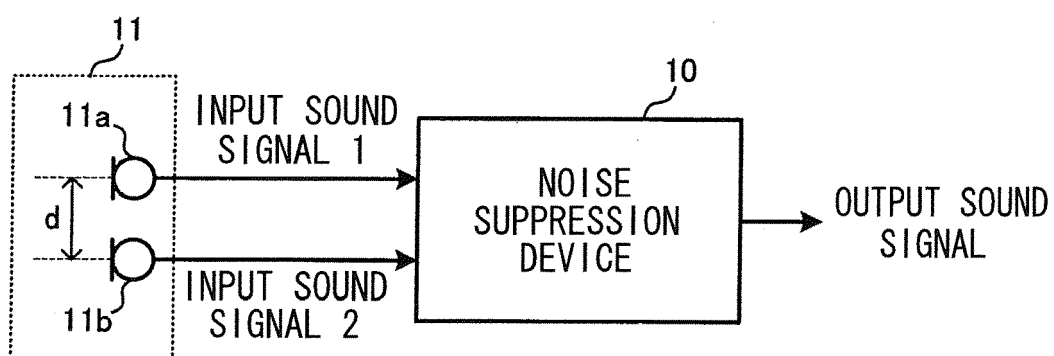 11
10
11a
INPUT SOUND
SIGNAL 1
d
NOISE
SUPPRESSION
DEVICE
OUTPUT SOUND
SIGNAL
INPUT SOUND
SIGNAL 2
11b